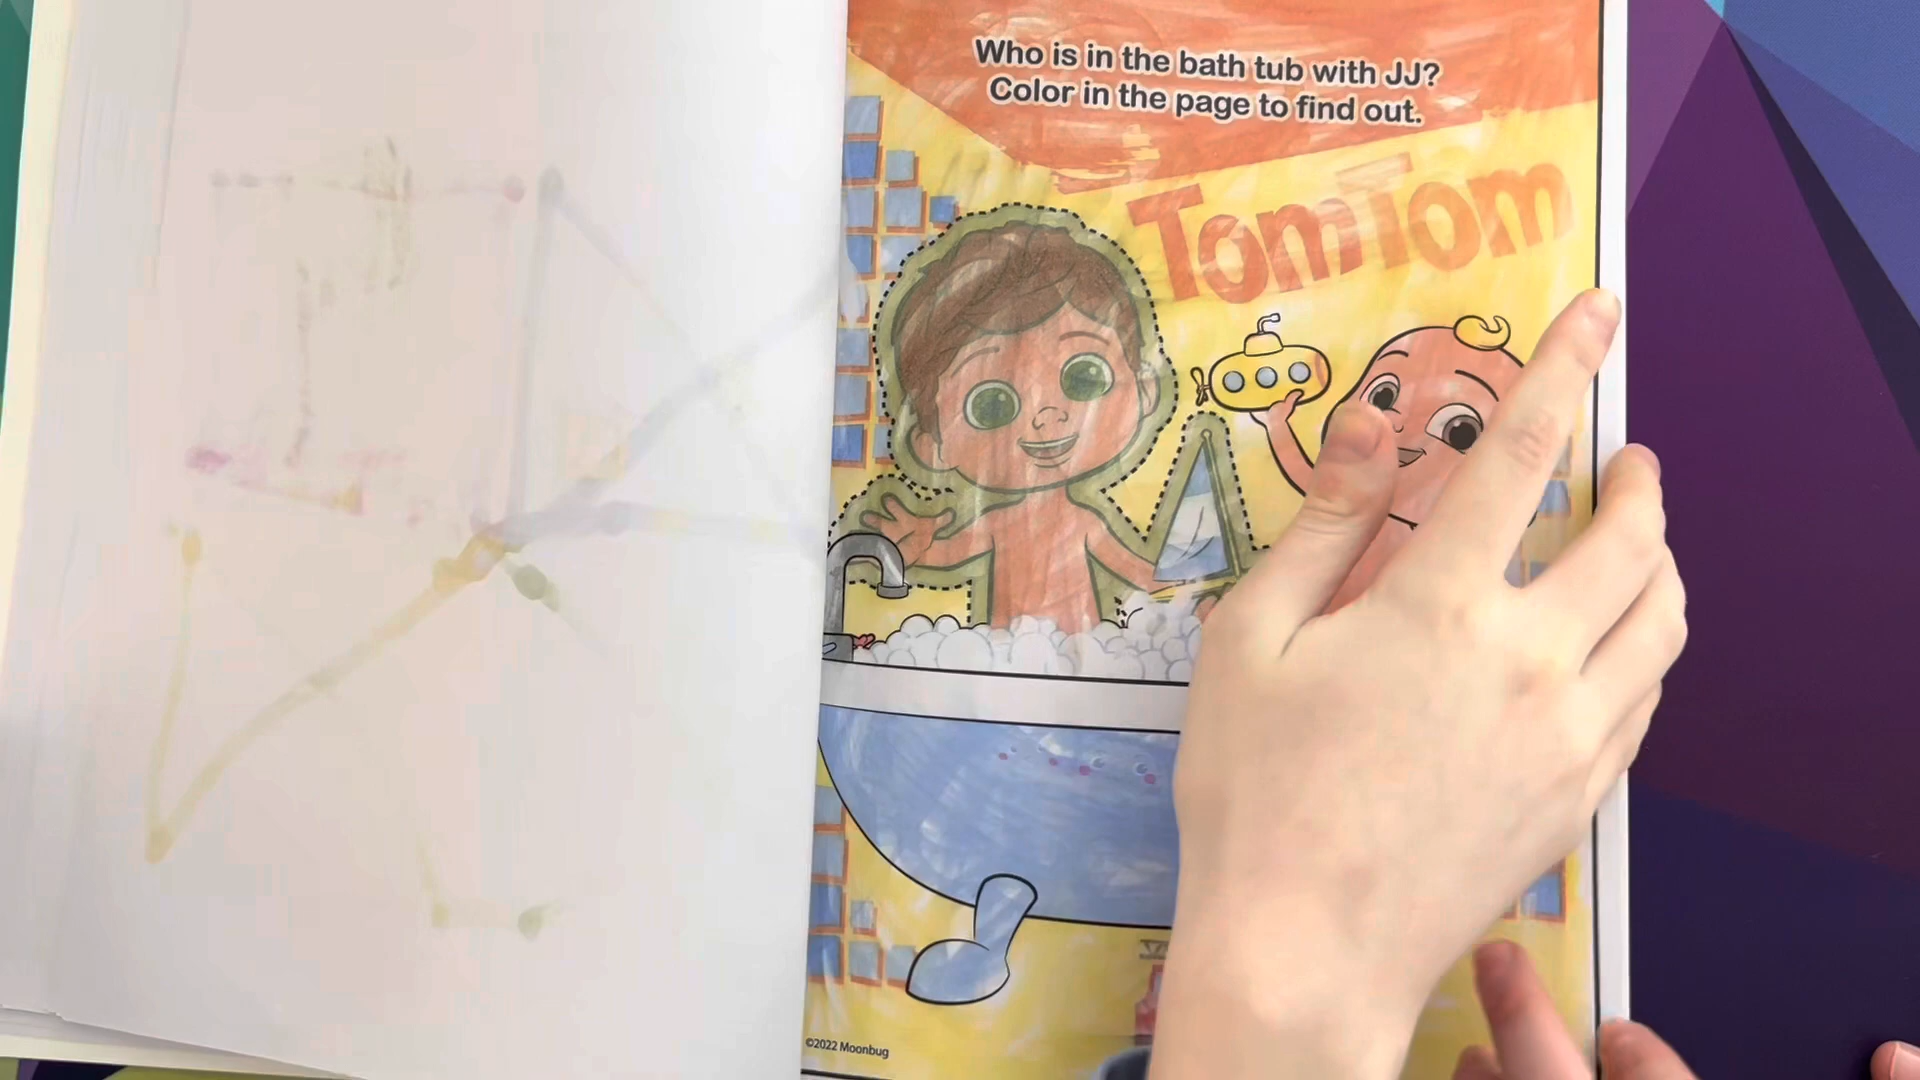 Who is in the bath tub with JJ?
Color in the page to find out.
TomTom
©2022 Moonbug